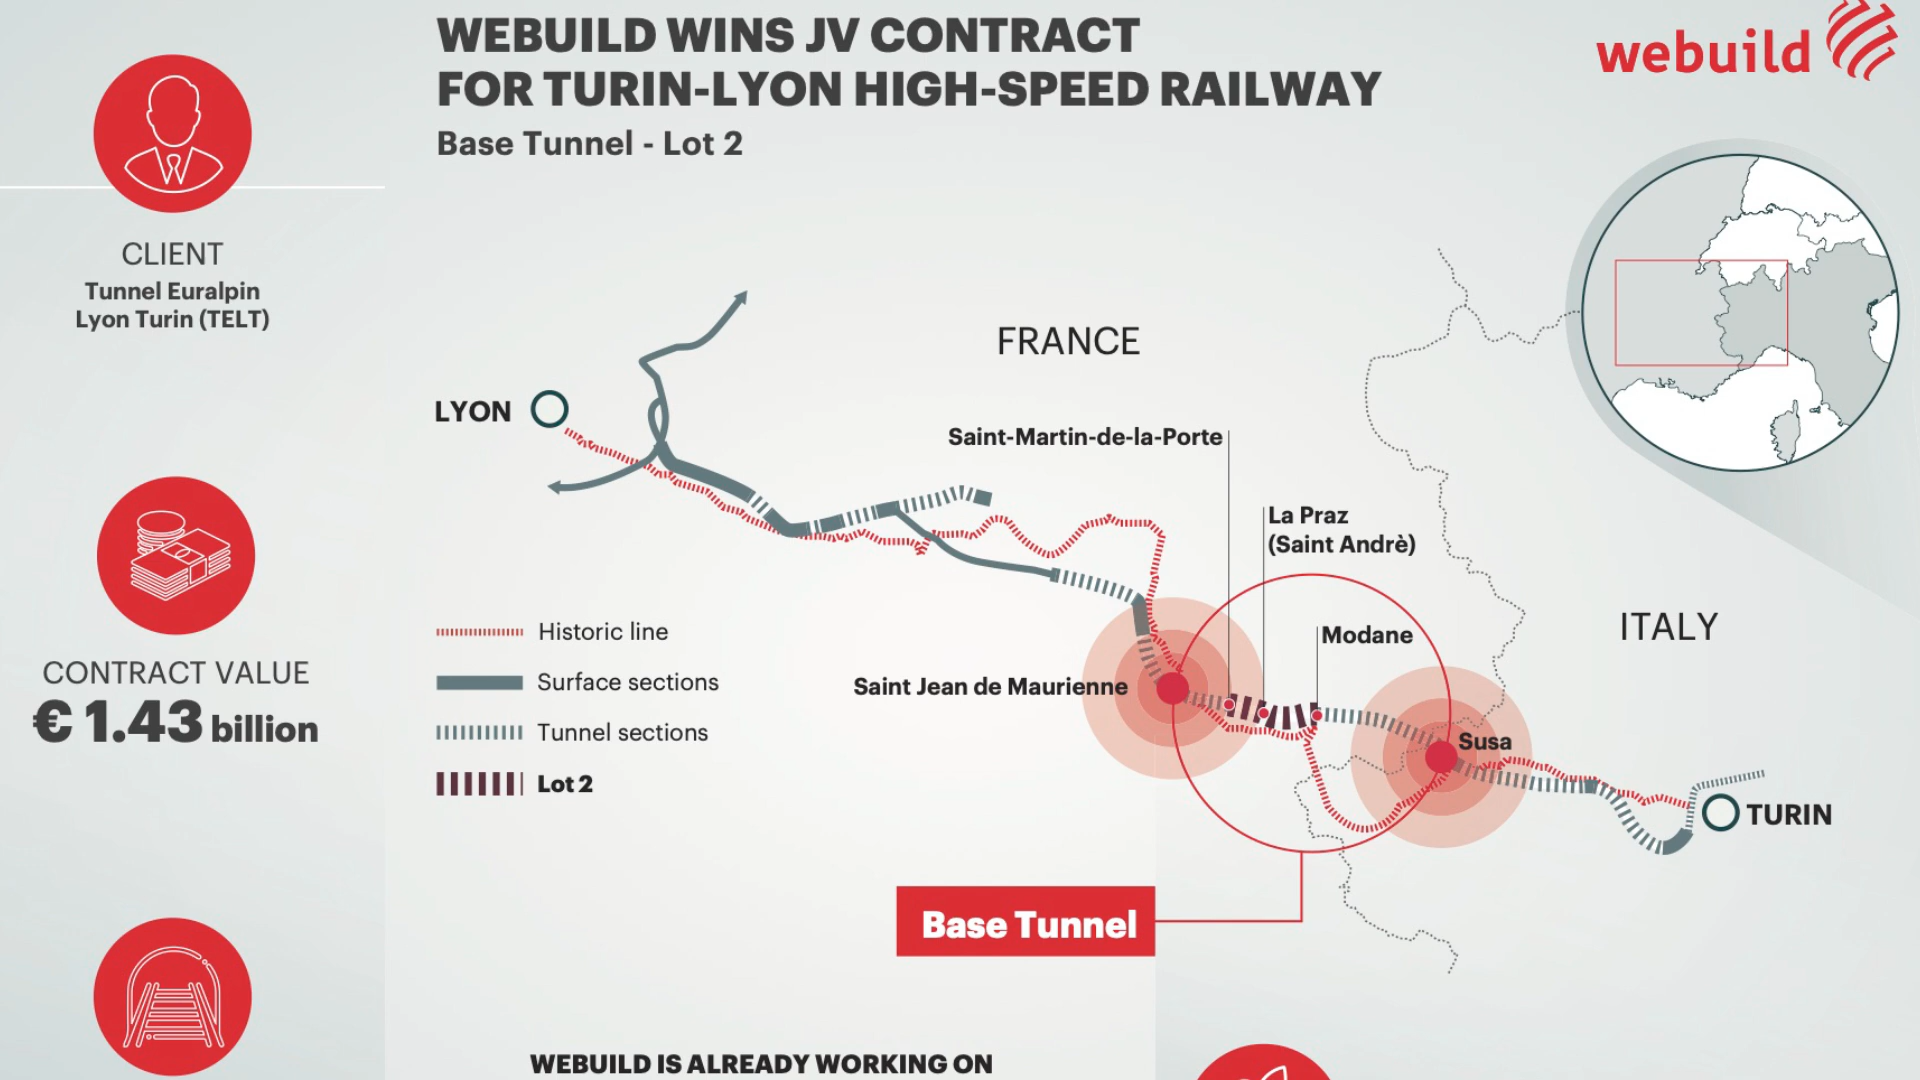 WEBUILD WINS JV CONTRACT
FOR TURIN-LYON HIGH-SPEED RAILWAY
Base Tunnel - Lot 2
webuild
CLIENT
Tunnel Euralpin
Lyon Turin (TELT)
CONTRACT VALUE
€ 1.43 billion
FRANCE
LYON
Saint-Martin-de-la-Porte
La Praz
(Saint Andrè)
ITALY
Modane
Saint Jean de Maurienne
Susa
TURIN
Historic line
Surface sections
Tunnel sections
Lot 2
Base Tunnel
WEBUILD IS ALREADY WORKING ON